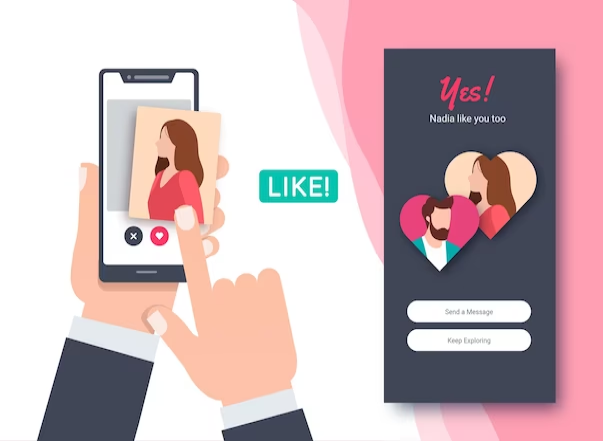 LIKE!
Yes!
Nadia like you too
Send a Message
Keep Exploring